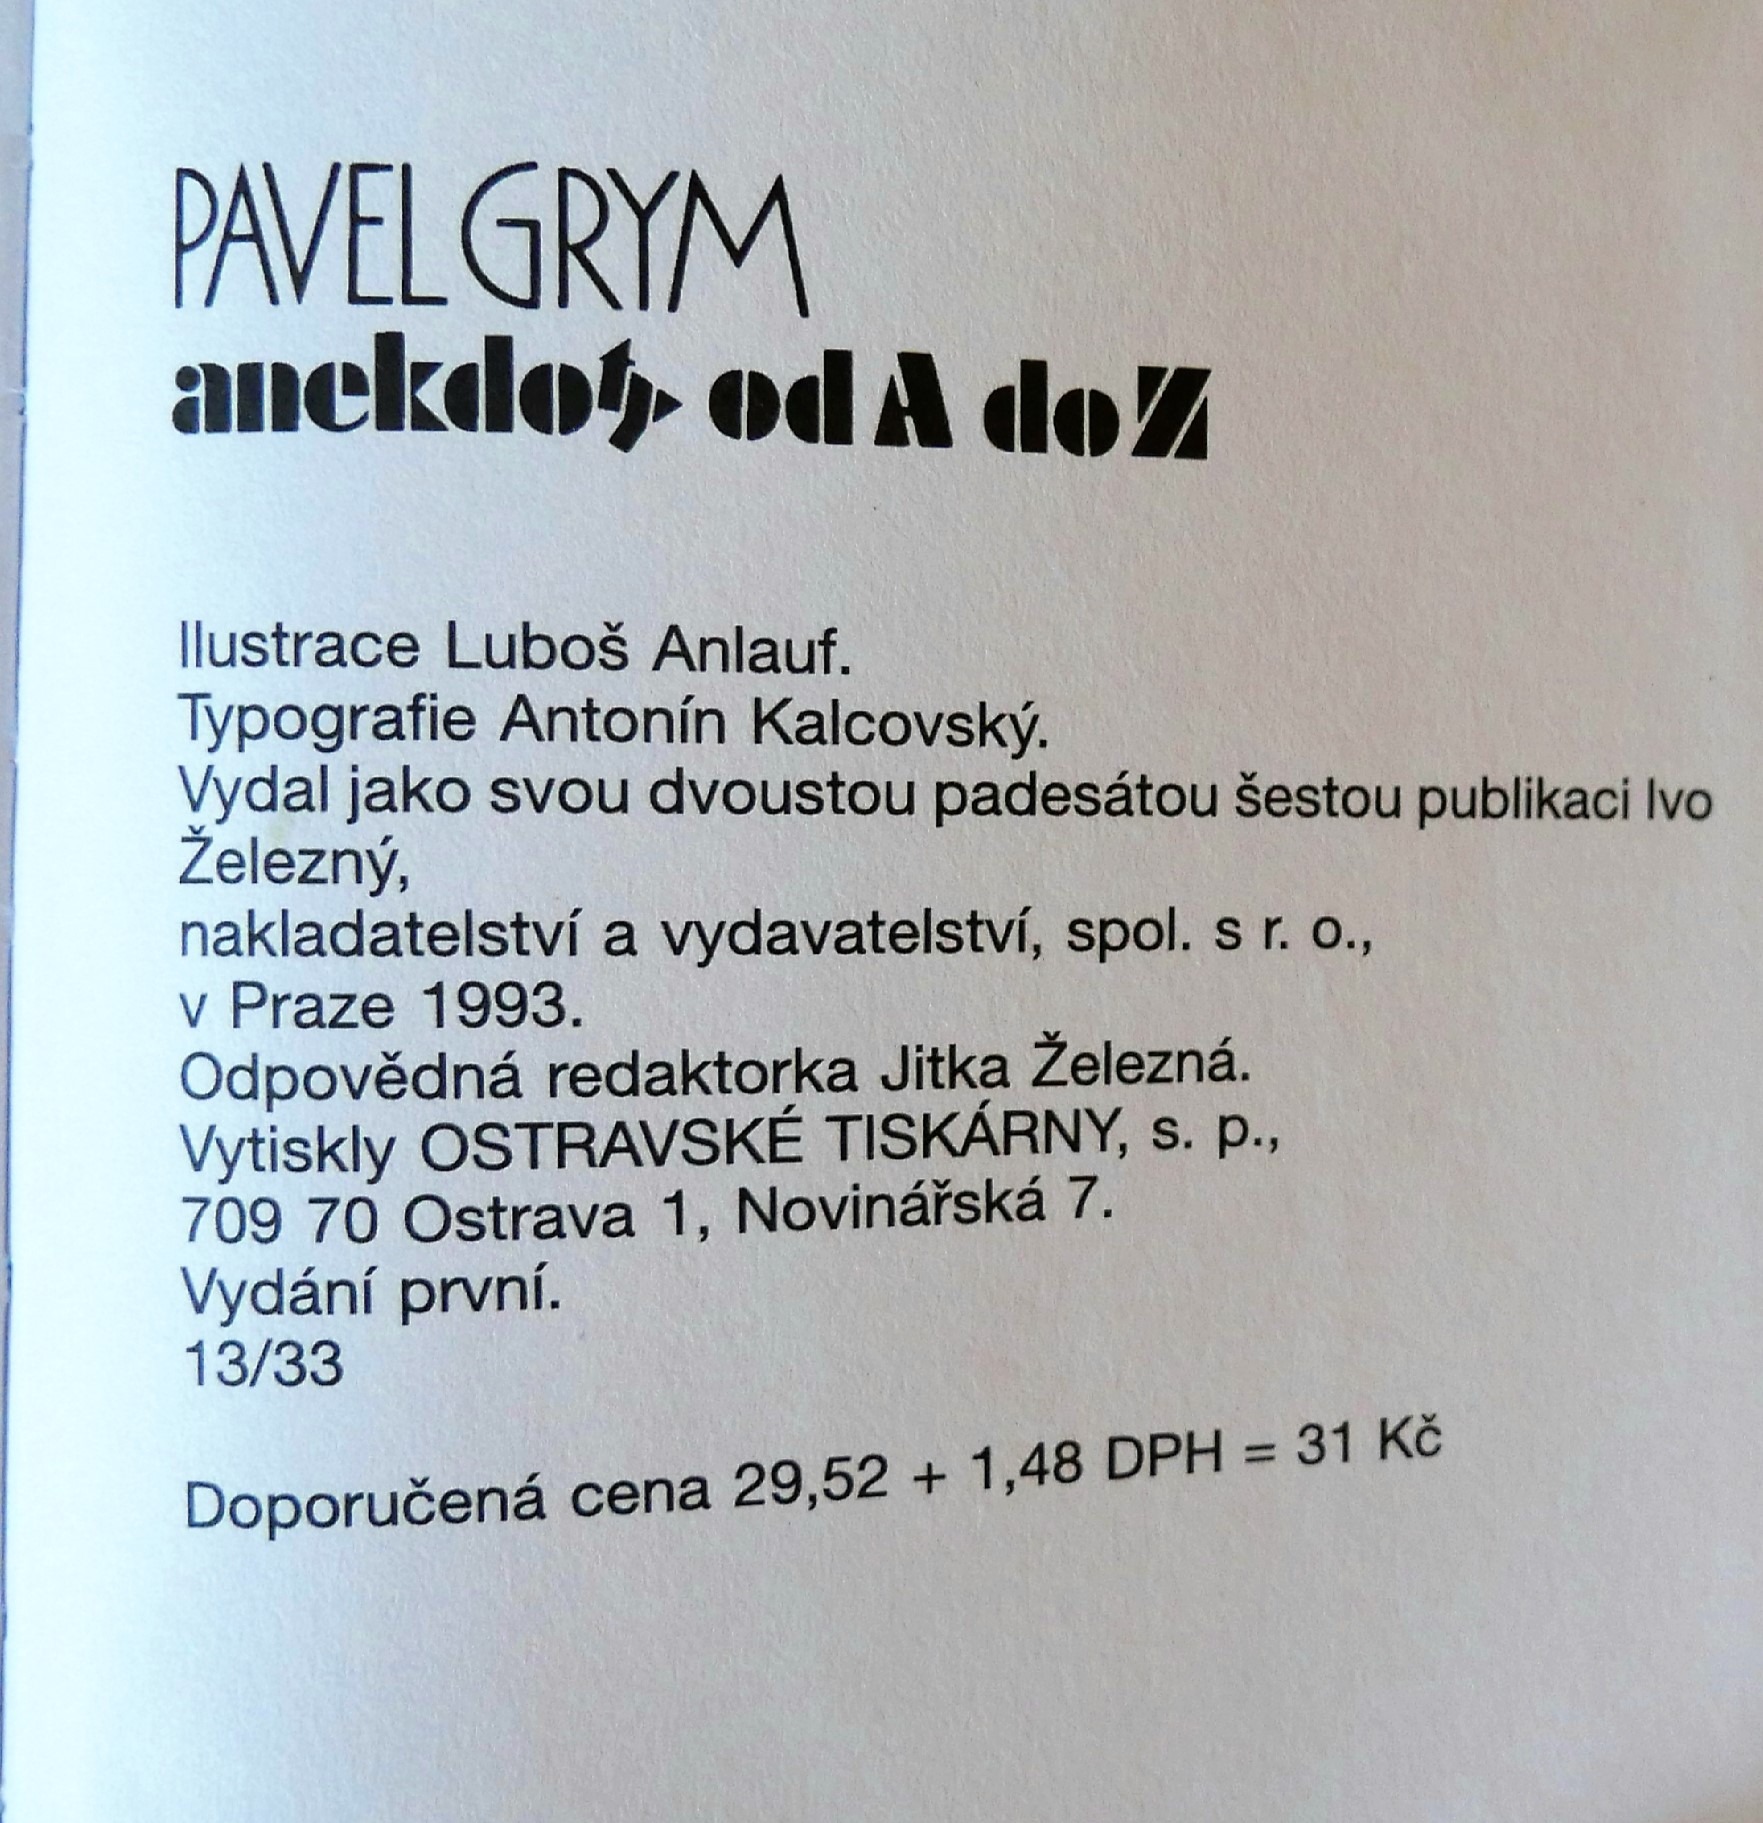 PAVEL GRYM
anekdoty od A do Z
Ilustrace Luboš Anlauf.
Typografie Antonín Kalcovský.
Vydal jako svou dvoustou padesátou šestou publikaci Ivo
Železný,
nakladatelství a vydavatelství, spol. s r. o.,
v Praze 1993.
Odpovědná redaktorka Jitka Železná.
Vytiskly OSTRAVSKÉ TISKÁRNY, s. p.,
709 70 Ostrava 1, Novinářská 7.
Vydání první.
13/33
Doporučená cena 29,52 + 1,48 DPH = 31 Kč